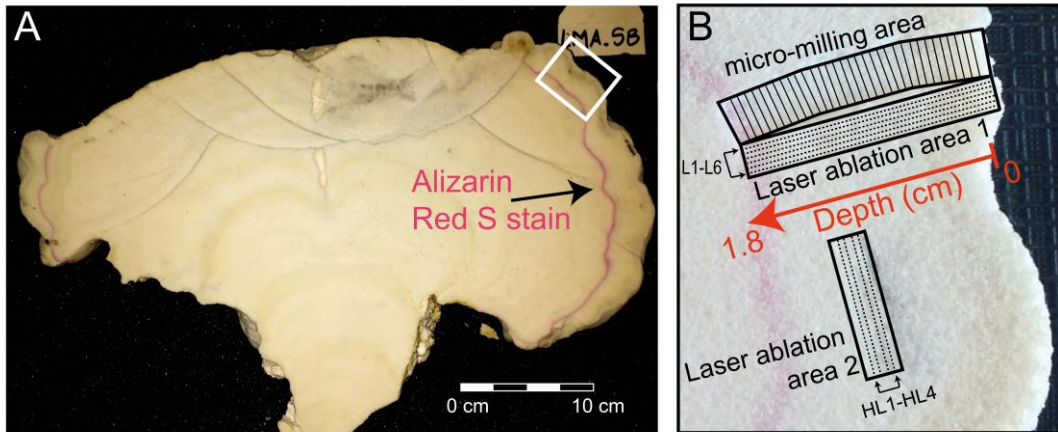 A
LMA.58
Alizarin
Red S stain
0 cm
10 cm
B
micro-milling area
L1-L6
Laser ablation area 1
0
Depth (cm)
1.8
Laser ablation
area 2
HL1-HL4